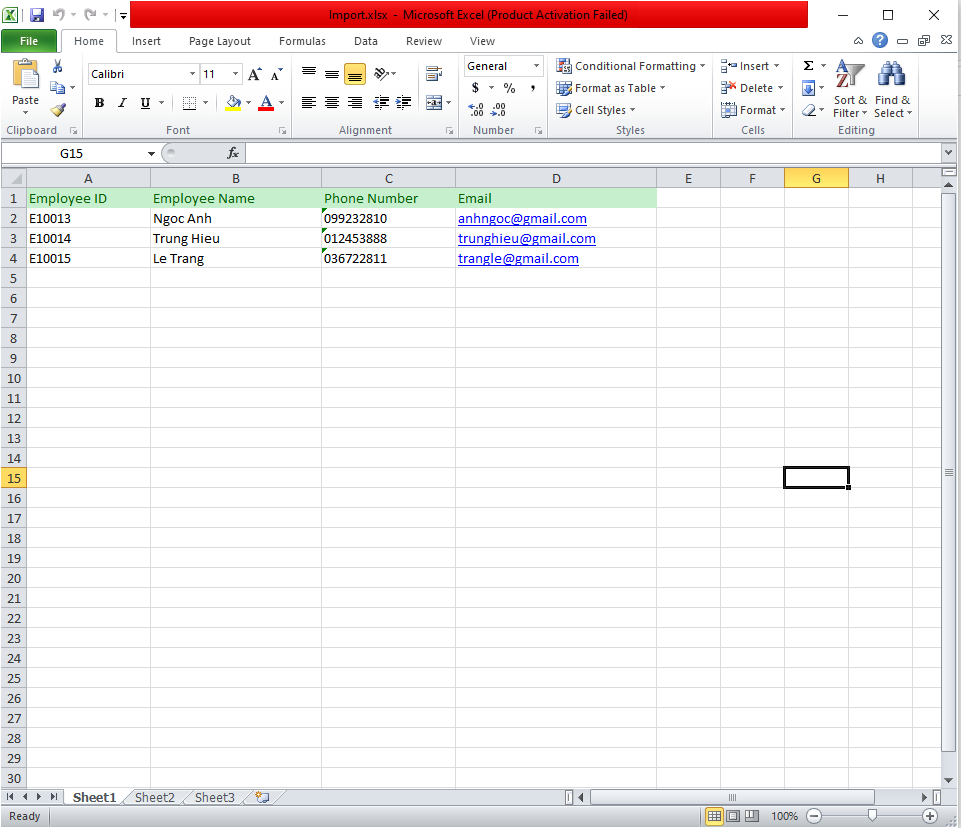 Import.xlsx - Microsoft Excel (Product Activation Failed)
File Home Insert Page Layout Formulas Data Review View
Calibri 11 General Conditional Formatting Insert Σ
Paste $ % , Format as Table Delete Sort & Find &
B I U A Cell Styles Format Filter Select
Clipboard Font Alignment Number Styles Cells Editing
G15 fx
A B C D E F G H
1 Employee ID Employee Name Phone Number Email
2 E10013 Ngoc Anh 099232810 anhngoc@gmail.com
3 E10014 Trung Hieu 012453888 trunghieu@gmail.com
4 E10015 Le Trang 036722811 trangle@gmail.com
5
6
7
8
9
10
11
12
13
14
15
16
17
18
19
20
21
22
23
24
25
26
27
28
29
30
Sheet1 Sheet2 Sheet3
Ready 100%